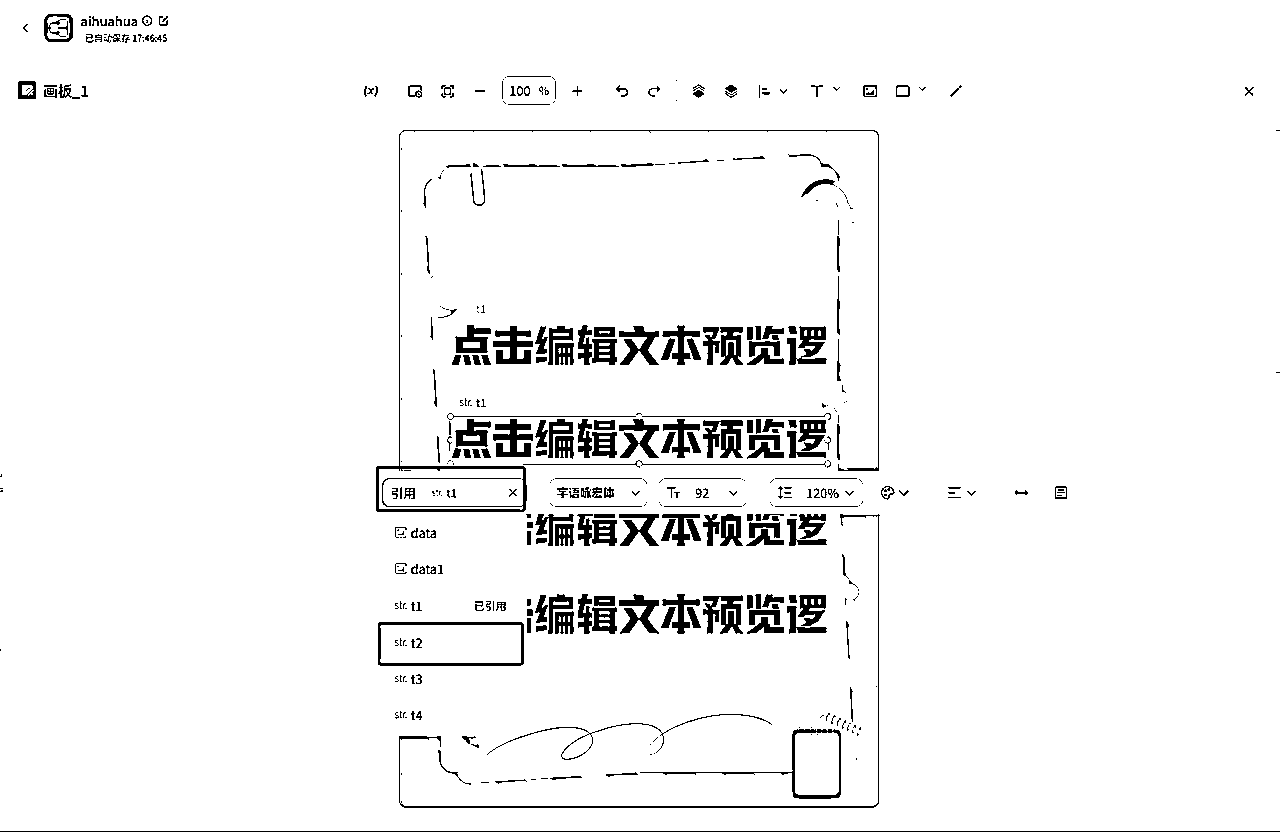 aihuahua
已自动保存 17:46:45
画板_1
(x)
100 %
T
t1
点击编辑文本预览逻
str. t1
点击编辑文本预览逻
引用 str. t1
字语咏宏体
TT 92
120%
编辑文本预览逻
data
data1
str. t1 已引用
编辑文本预览逻
str. t2
str. t3
str. t4